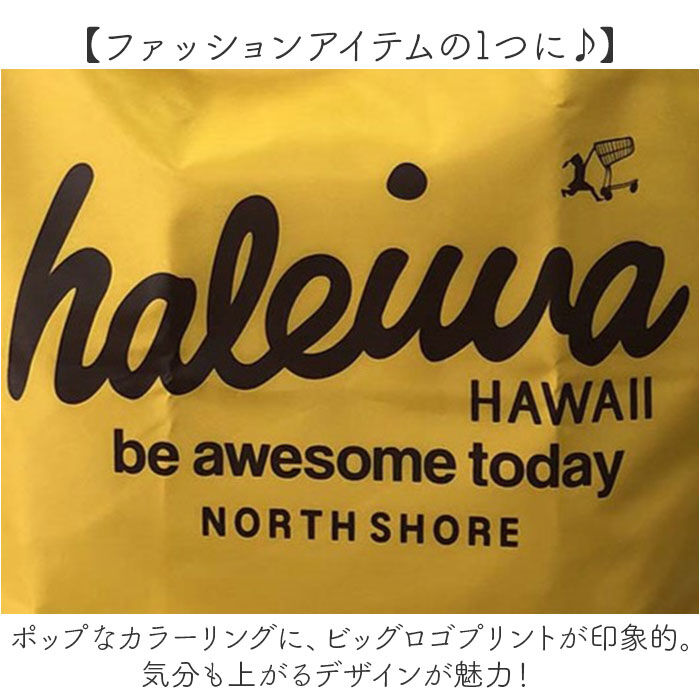 【ファッションアイテムの1つに♪】
haleiwa
HAWAII
be awesome today
NORTH SHORE
ポップなカラーリングに、ビッグロゴプリントが印象的。
気分も上がるデザインが魅力!